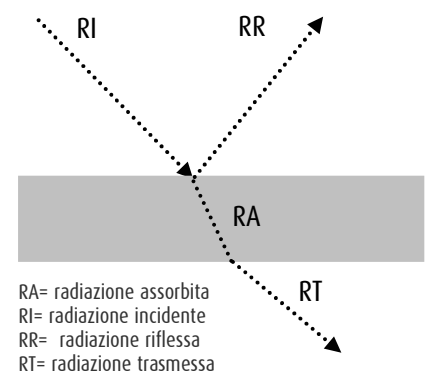 RI
RR
RA
RT
RA= radiazione assorbita
RI= radiazione incidente
RR= radiazione riflessa
RT= radiazione trasmessa